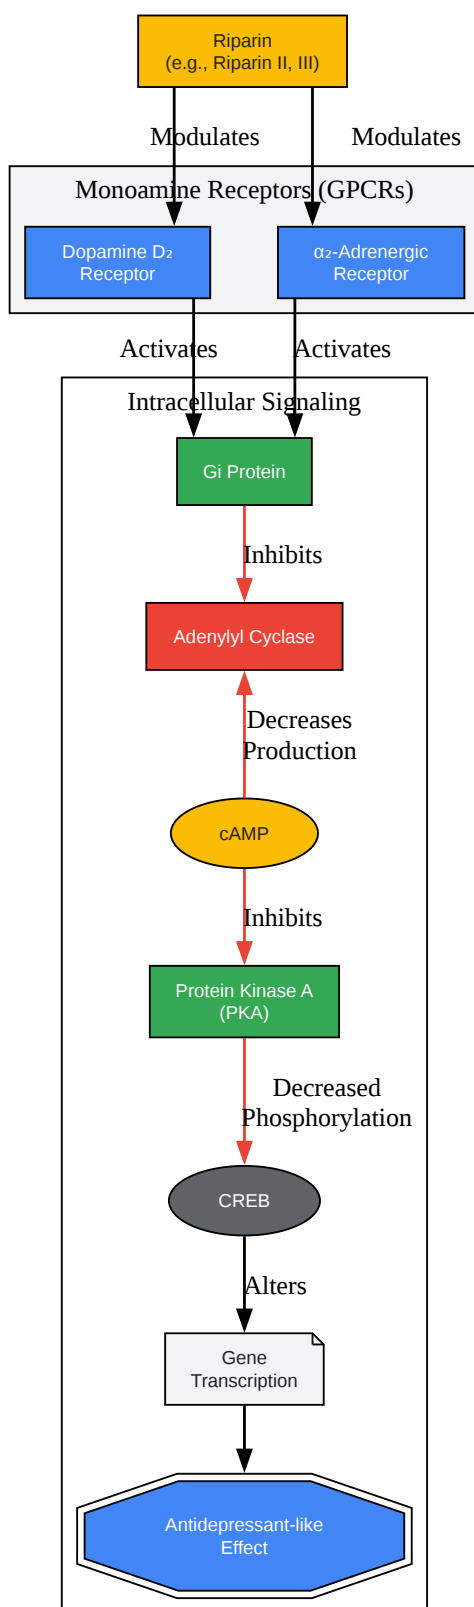 Riparin
(e.g., Riparin II, III)
Modulates
Modulates
Monoamine Receptors (GPCRs)
Dopamine D₂
Receptor
α₂-Adrenergic
Receptor
Activates
Activates
Intracellular Signaling
Gi Protein
Inhibits
Adenylyl Cyclase
Decreases
Production
cAMP
Inhibits
Protein Kinase A
(PKA)
Decreased
Phosphorylation
CREB
Alters
Gene
Transcription
Antidepressant-like
Effect